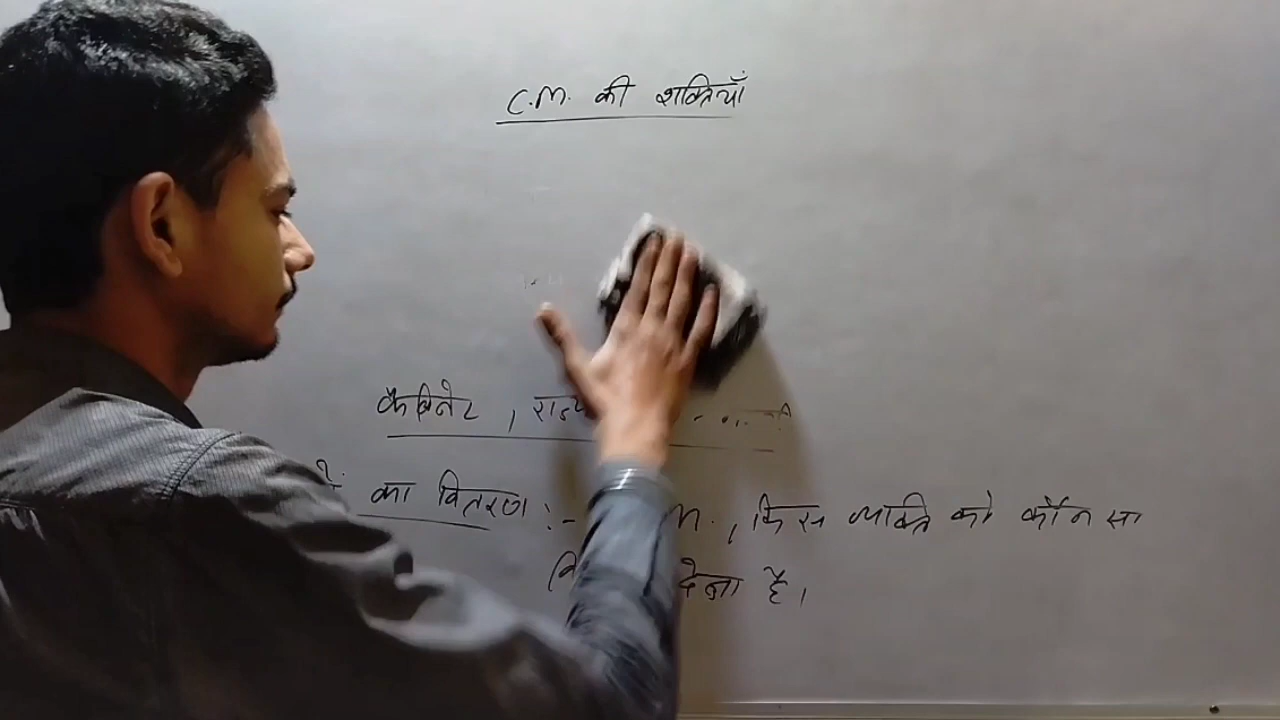 C.M. की शक्तियाँ
कैबिनेट,
का वितरण :- M., किस व्यक्ति को कौन सा
देना है।